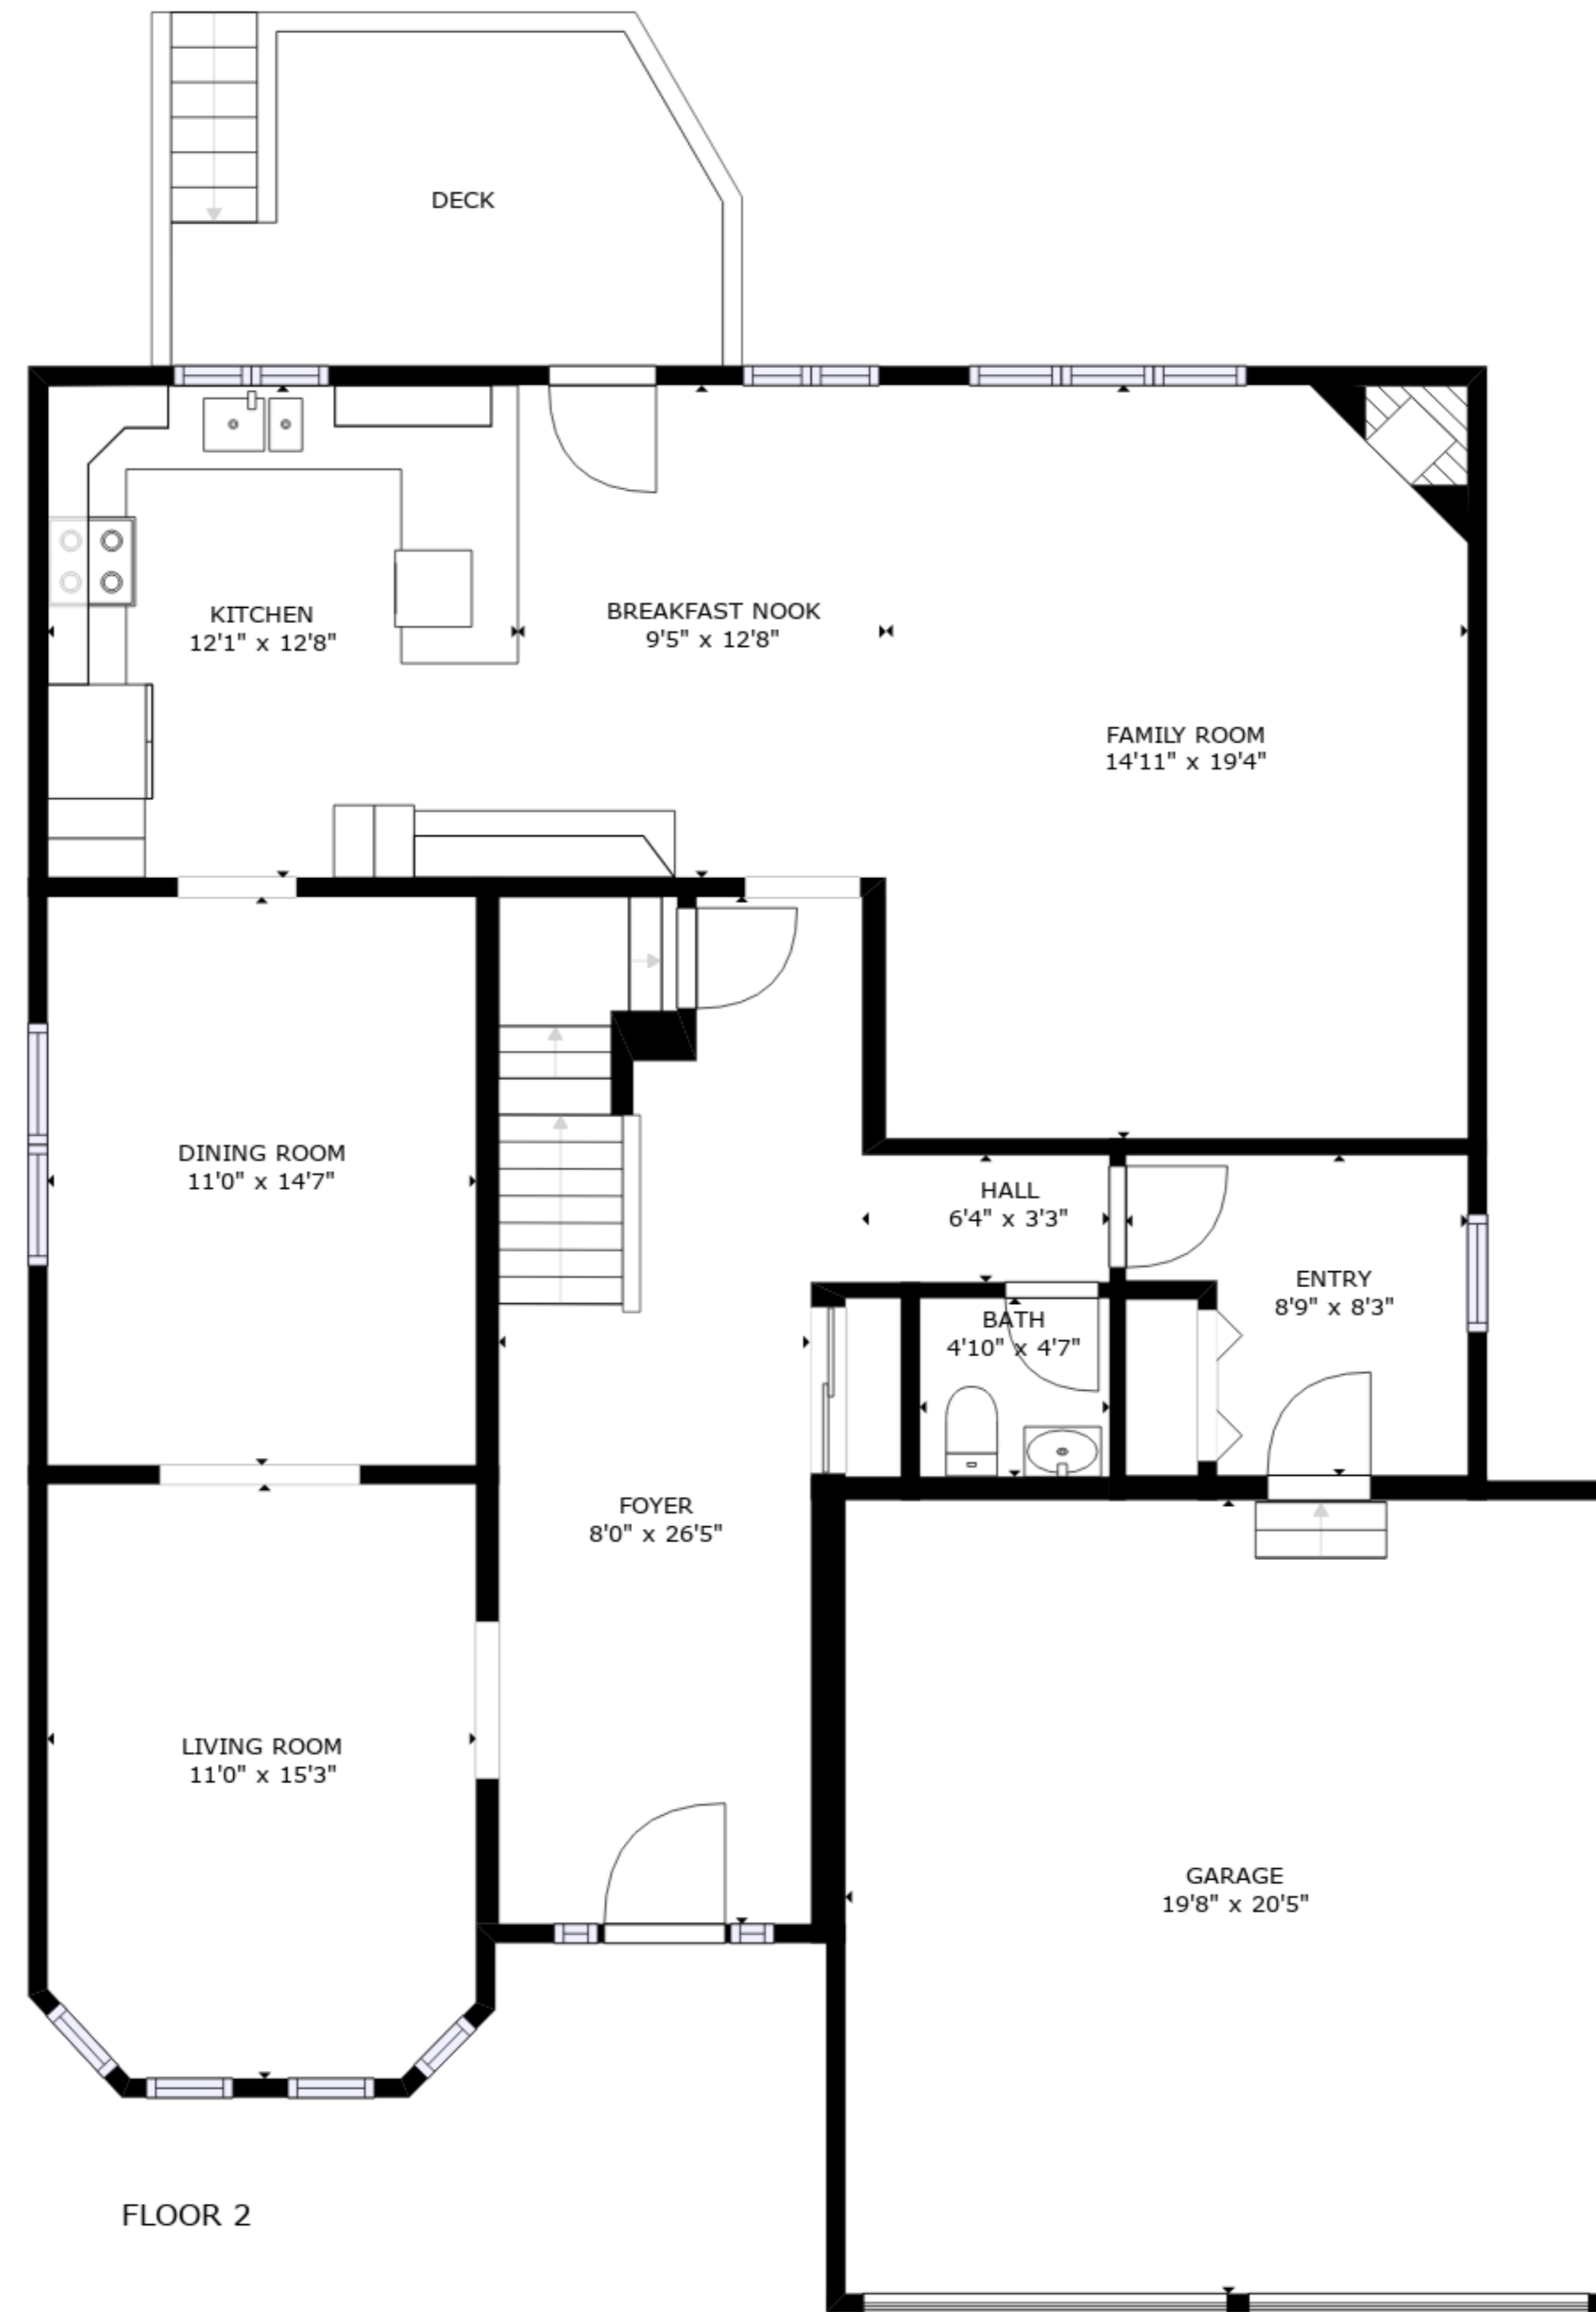 DECK
KITCHEN
12'1" x 12'8"
BREAKFAST NOOK
9'5" x 12'8"
FAMILY ROOM
14'11" x 19'4"
DINING ROOM
11'0" x 14'7"
HALL
6'4" x 3'3"
ENTRY
8'9" x 8'3"
BATH
4'10" x 4'7"
FOYER
8'0" x 26'5"
LIVING ROOM
11'0" x 15'3"
GARAGE
19'8" x 20'5"
FLOOR 2